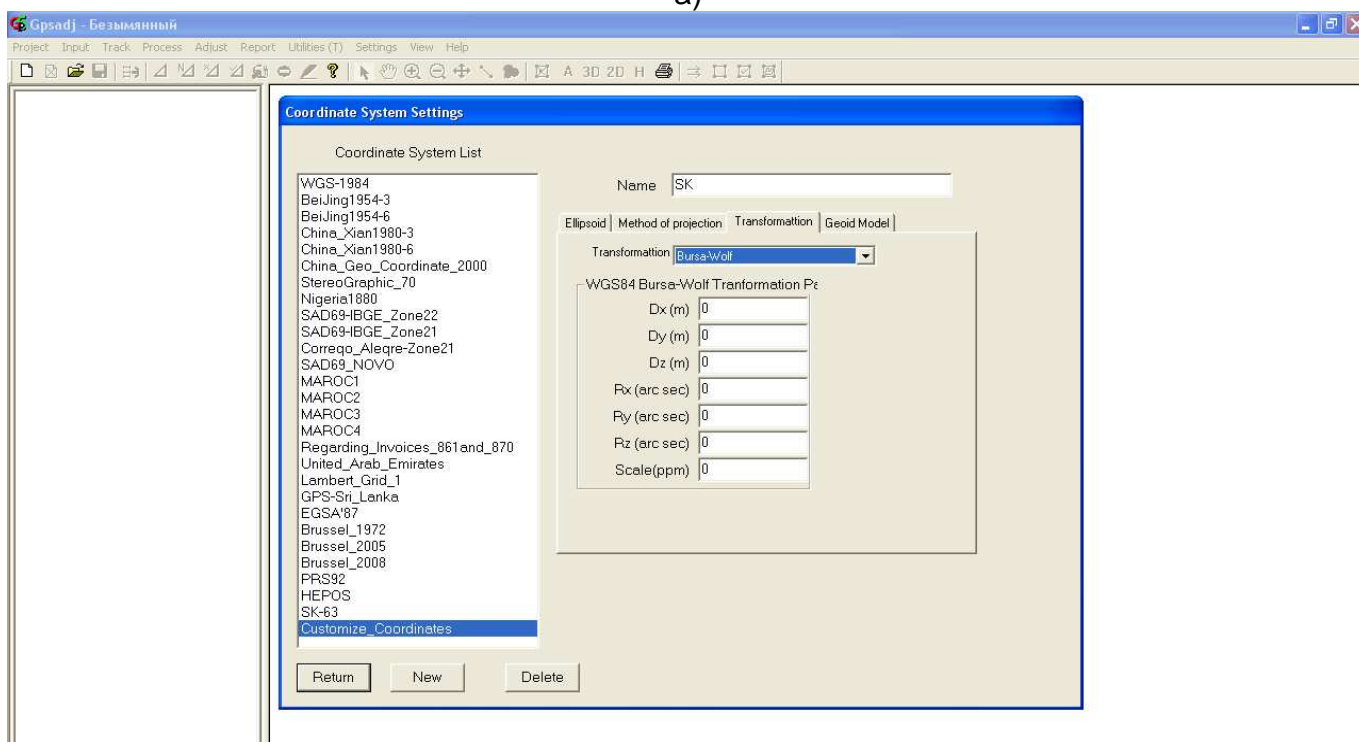 а)
Gpsadj - Безымянный
Project Input Track Process Adjust Report Utilities (T) Settings View Help
A 3D 2D H
Coordinate System Settings
Coordinate System List
WGS-1984
BeiJing1954-3
BeiJing1954-6
China_Xian1980-3
China_Xian1980-6
China_Geo_Coordinate_2000
StereoGraphic_70
Nigeria1880
SAD69-IBGE_Zone22
SAD69-IBGE_Zone21
Correqo_Aleqre-Zone21
SAD69_NOVO
MAROC1
MAROC2
MAROC3
MAROC4
Regarding_Invoices_861and_870
United_Arab_Emirates
Lambert_Grid_1
GPS-Sri_Lanka
EGSA'87
Brussel_1972
Brussel_2005
Brussel_2008
PRS92
HEPOS
SK-63
Customize_Coordinates
Return New Delete
Name SK
Ellipsoid Method of projection Transformattion Geoid Model
Transformattion Bursa-Wolf
WGS84 Bursa-Wolf Tranformation Pa
Dx (m) 0
Dy (m) 0
Dz (m) 0
Rx (arc sec) 0
Ry (arc sec) 0
Rz (arc sec) 0
Scale(ppm) 0